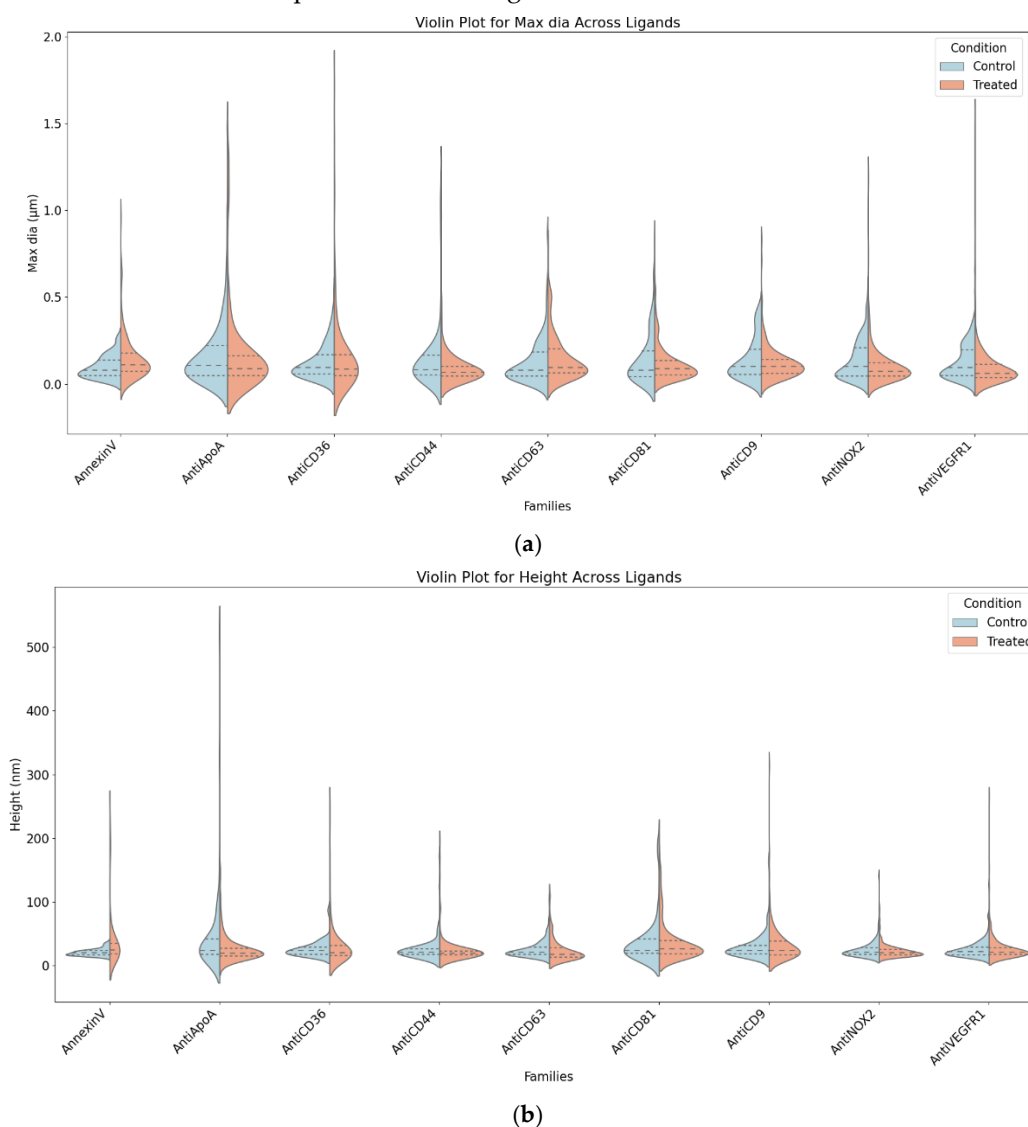 Violin Plot for Max dia Across Ligands
Condition
Control
Treated
2.0
1.5
1.0
0.5
0.0
Max dia (μm)
AnnexinV
AntiApoA
AntiCD36
AntiCD44
AntiCD63
AntiCD81
AntiCD9
AntiNOX2
AntiVEGFR1
Families
(a)
Violin Plot for Height Across Ligands
Condition
Control
Treated
500
400
300
200
100
0
Height (nm)
AnnexinV
AntiApoA
AntiCD36
AntiCD44
AntiCD63
AntiCD81
AntiCD9
AntiNOX2
AntiVEGFR1
Families
(b)